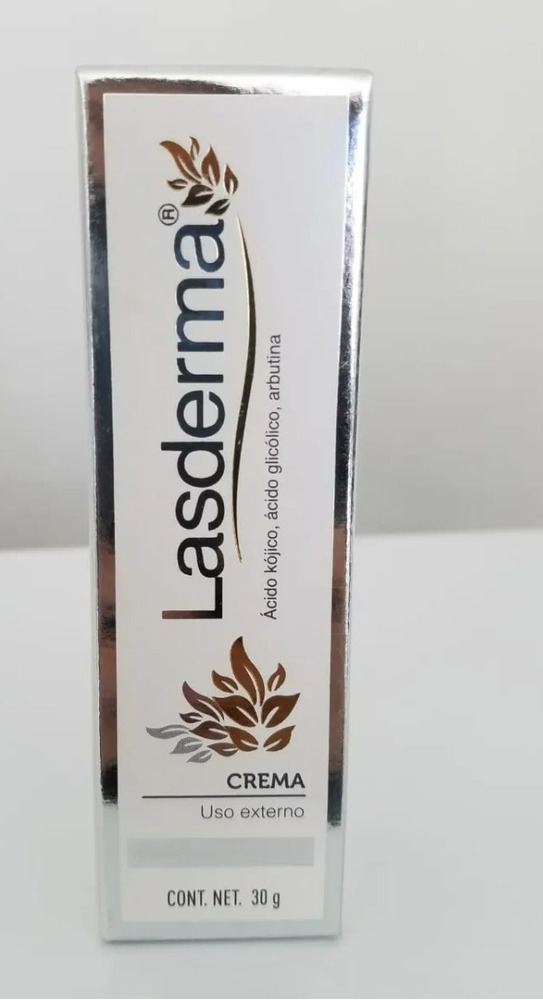 Lasderma®
Ácido kójico, ácido glicólico, arbutina
CREMA
Uso externo
CONT. NET. 30 g